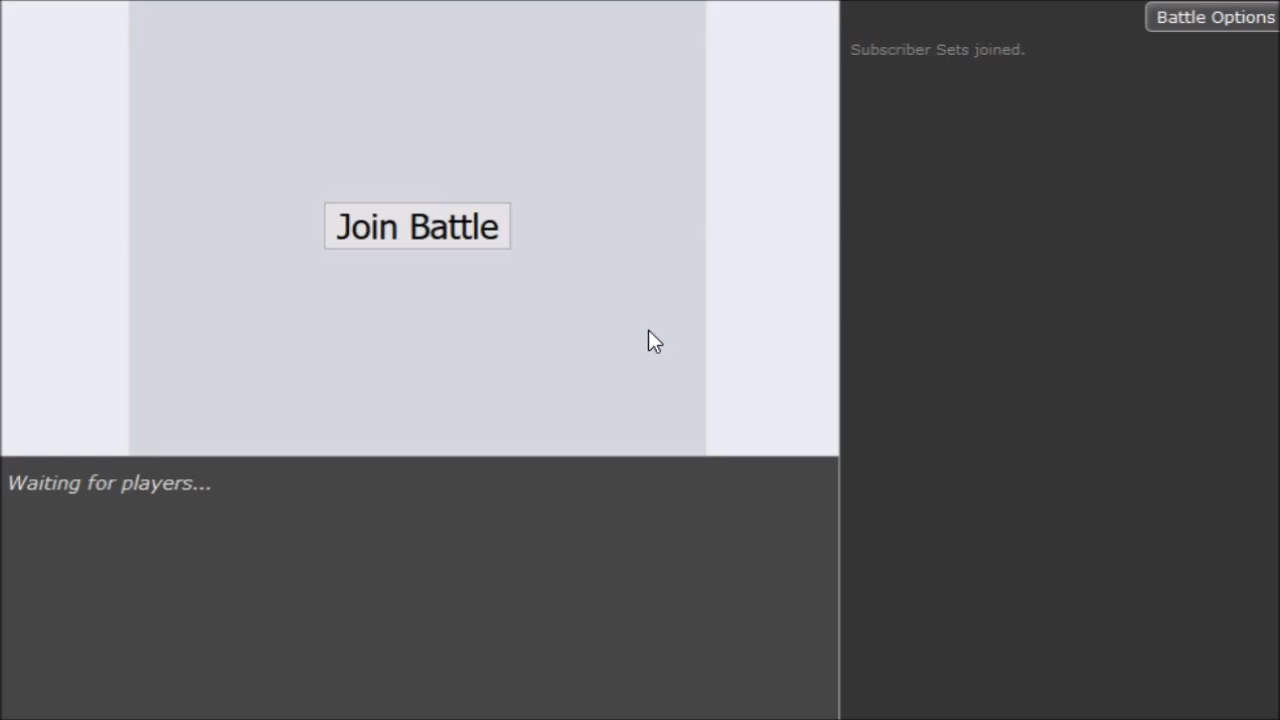 Battle Options
Subscriber Sets joined.
Join Battle
Waiting for players...